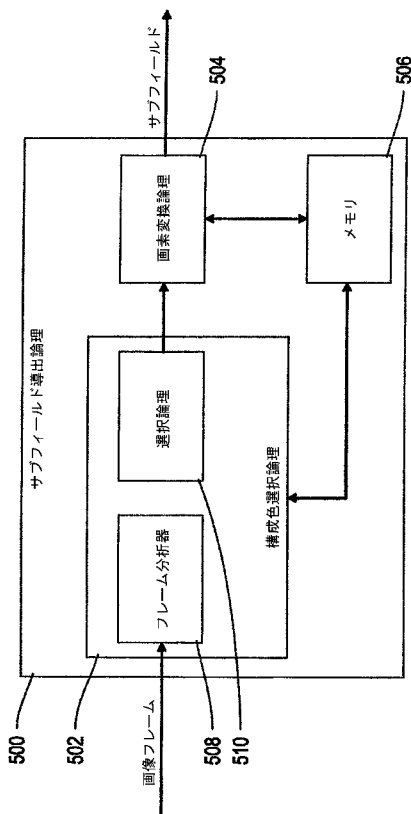 サブフィールド導出論理
500
502
画像フレーム
フレーム分析器
508
選択論理
510
構成色選択論理
画素変換論理
504
サブフィールド
メモリ
506